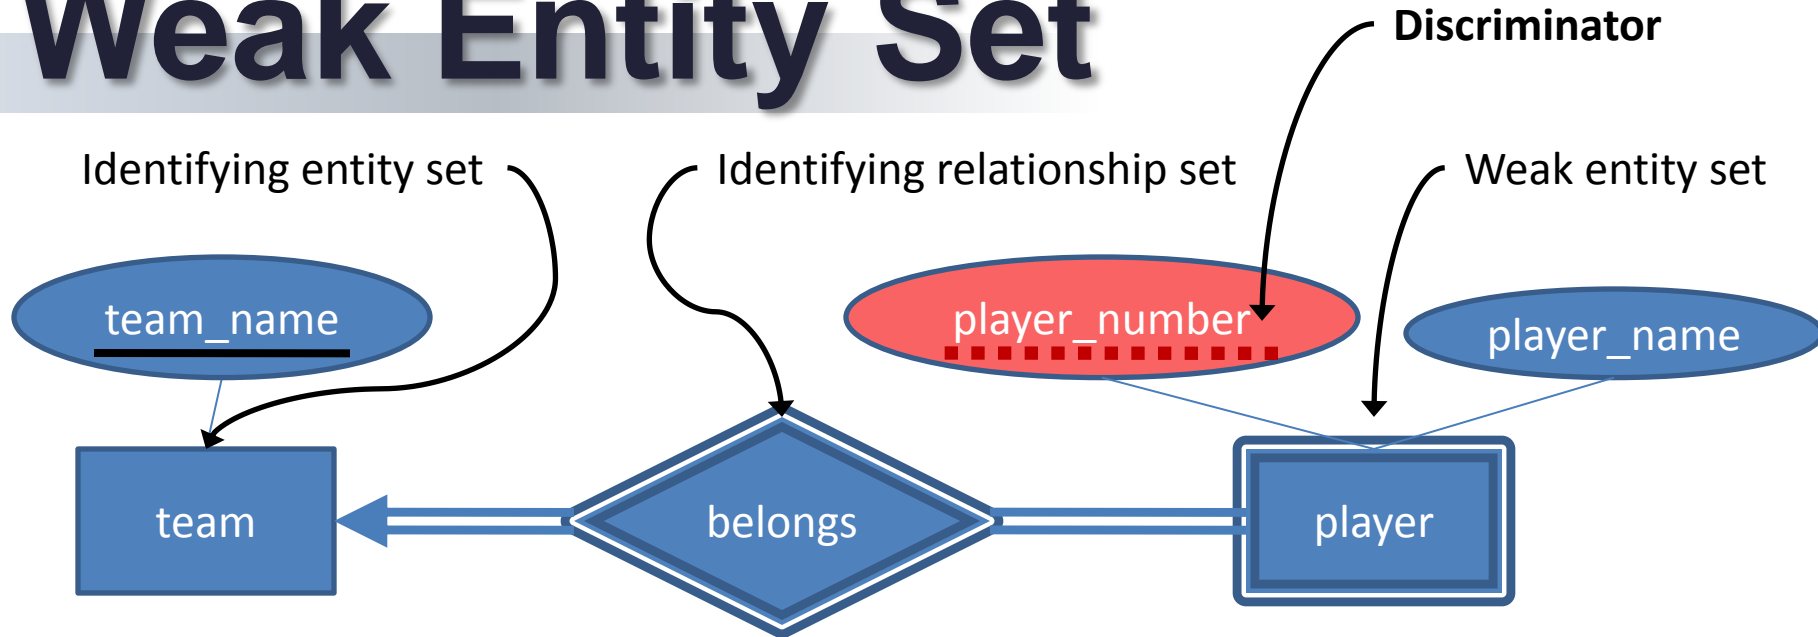 Weak Entity Set
Discriminator
Identifying entity set
Identifying relationship set
Weak entity set
team_name
player_number
player_name
team
belongs
player